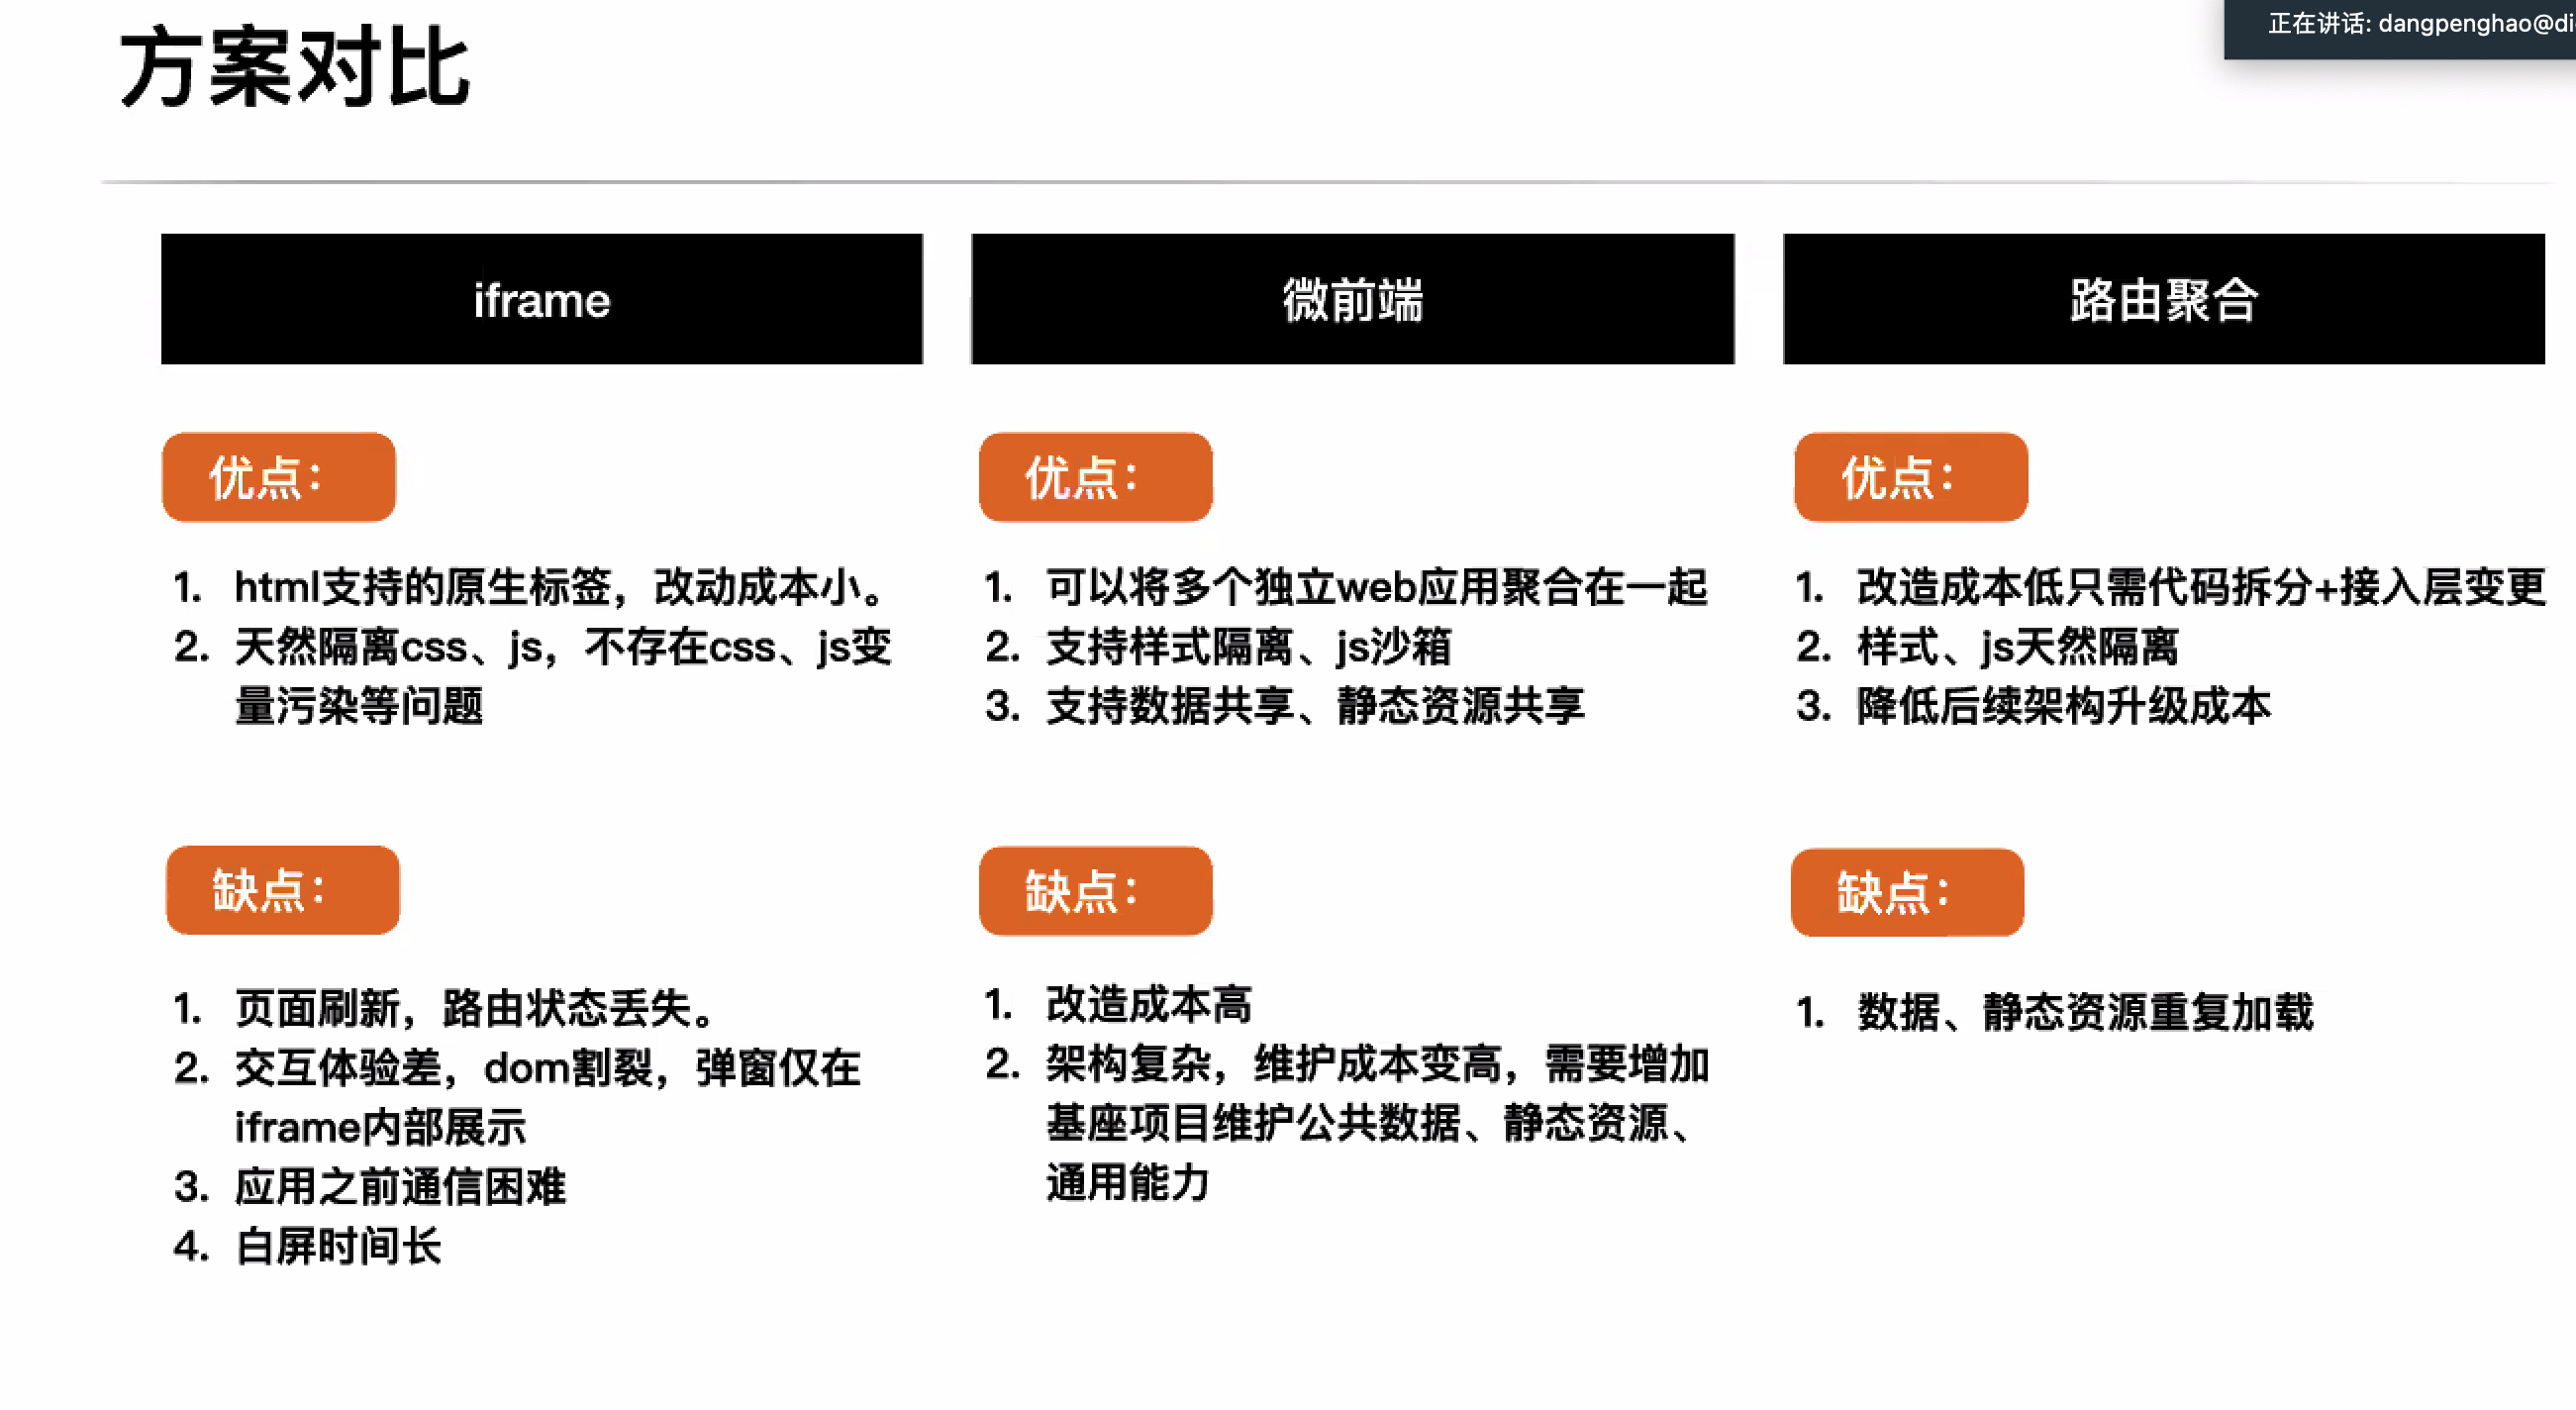 方案对比
正在讲话: dangpenghao@di
iframe
优点：
1. html支持的原生标签，改动成本小。
2. 天然隔离css、js，不存在css、js变
量污染等问题
缺点：
1. 页面刷新，路由状态丢失。
2. 交互体验差，dom割裂，弹窗仅在
iframe内部展示
3. 应用之前通信困难
4. 白屏时间长
微前端
优点：
1. 可以将多个独立web应用聚合在一起
2. 支持样式隔离、js沙箱
3. 支持数据共享、静态资源共享
缺点：
1. 改造成本高
2. 架构复杂，维护成本变高，需要增加
基座项目维护公共数据、静态资源、
通用能力
路由聚合
优点：
1. 改造成本低只需代码拆分+接入层变更
2. 样式、js天然隔离
3. 降低后续架构升级成本
缺点：
1. 数据、静态资源重复加载